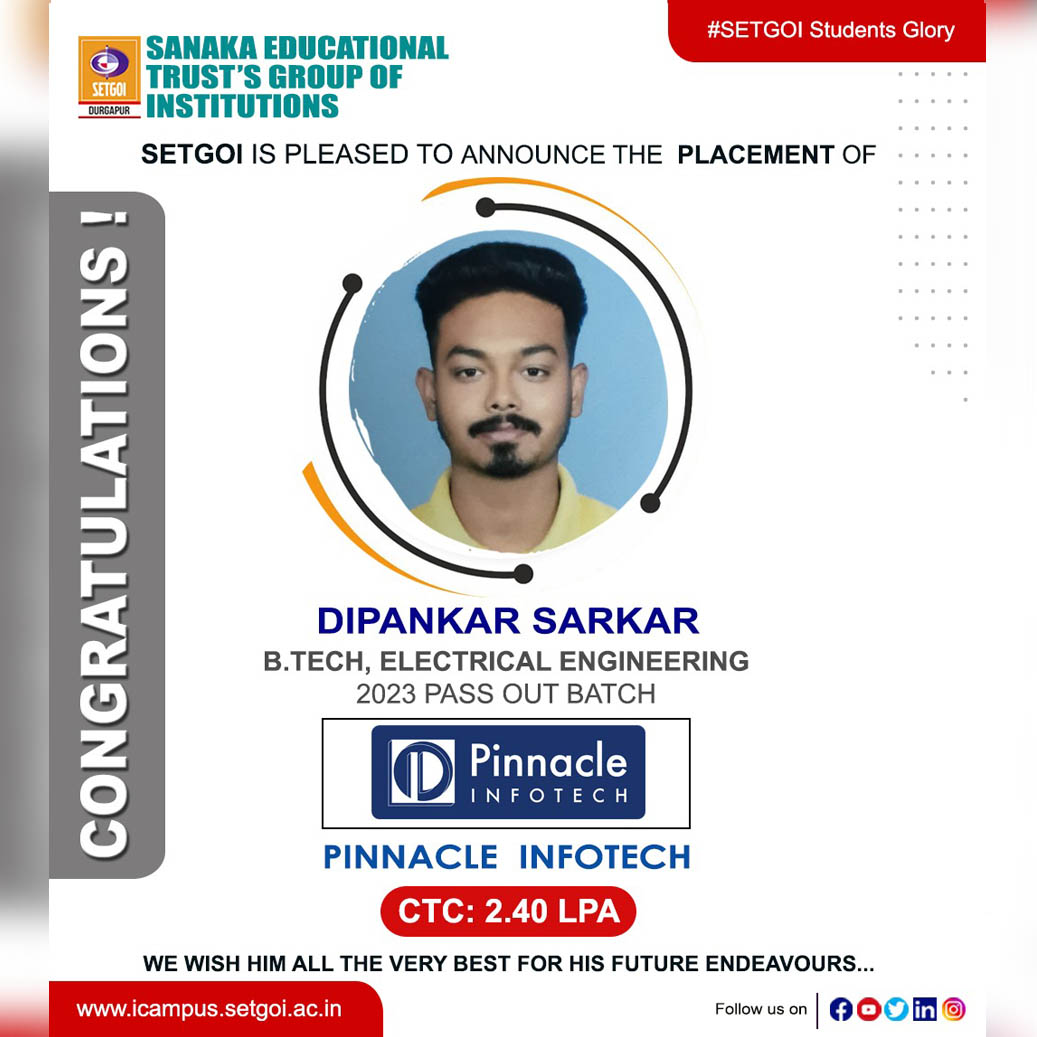 #SETGOI Students Glory
SETGOI
DURGAPUR
SANAKA EDUCATIONAL
TRUST'S GROUP OF
INSTITUTIONS
SETGOI IS PLEASED TO ANNOUNCE THE PLACEMENT OF
CONGRATULATIONS !
DIPANKAR SARKAR
B.TECH, ELECTRICAL ENGINEERING
2023 PASS OUT BATCH
Pinnacle
INFOTECH
PINNACLE INFOTECH
CTC: 2.40 LPA
WE WISH HIM ALL THE VERY BEST FOR HIS FUTURE ENDEAVOURS...
www.icampus.setgoi.ac.in
Follow us on